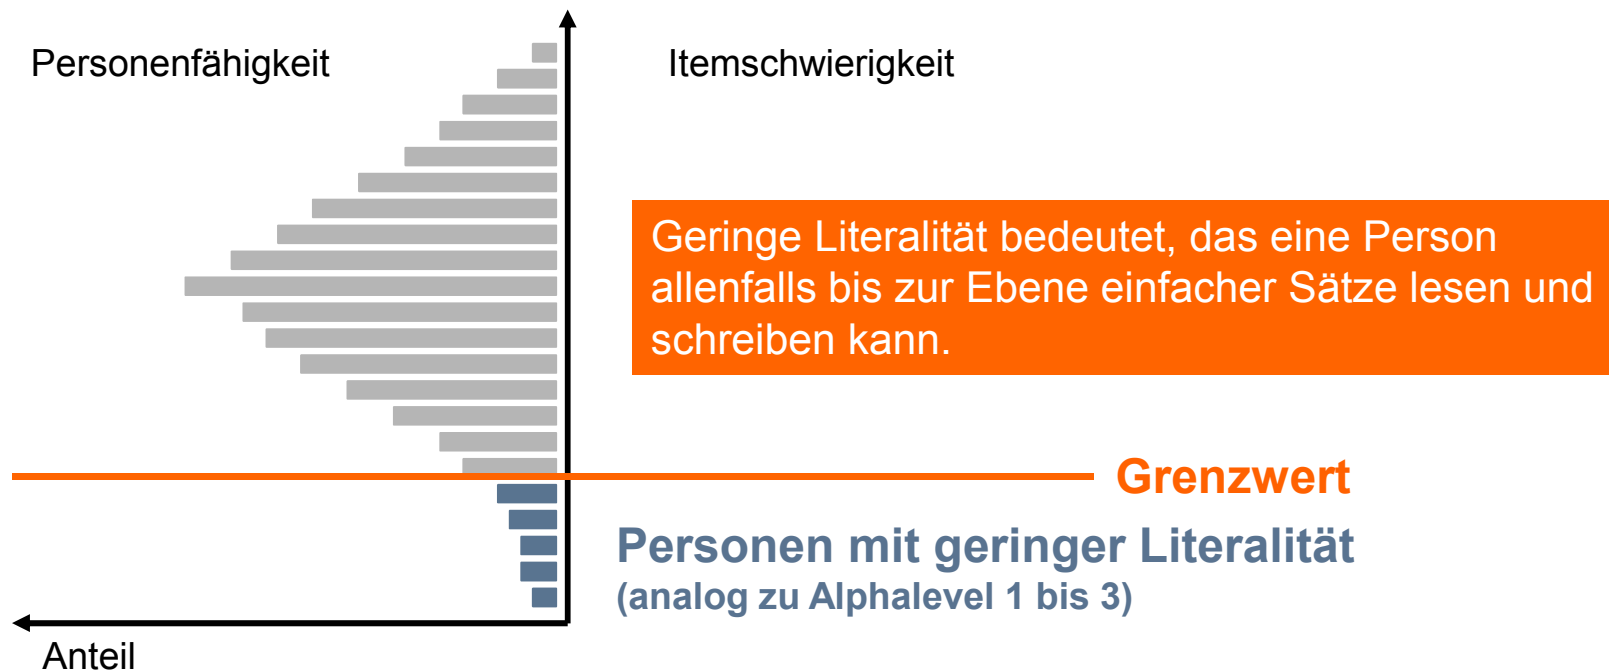 Personenfähigkeit
Itemschwierigkeit
Geringe Literalität bedeutet, das eine Person
allenfalls bis zur Ebene einfacher Sätze lesen und
schreiben kann.
Grenzwert
Personen mit geringer Literalität
(analog zu Alphalevel 1 bis 3)
Anteil